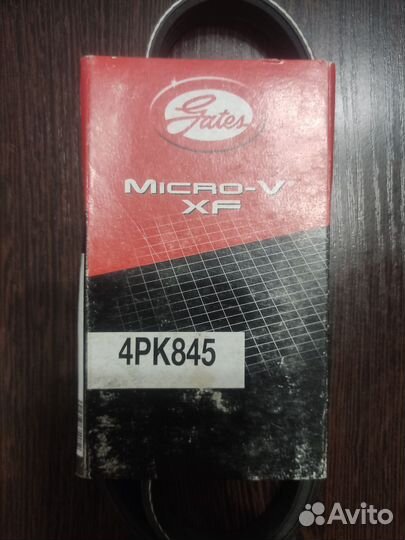 Gates
MICRO-V
XF
4PK845
Avito